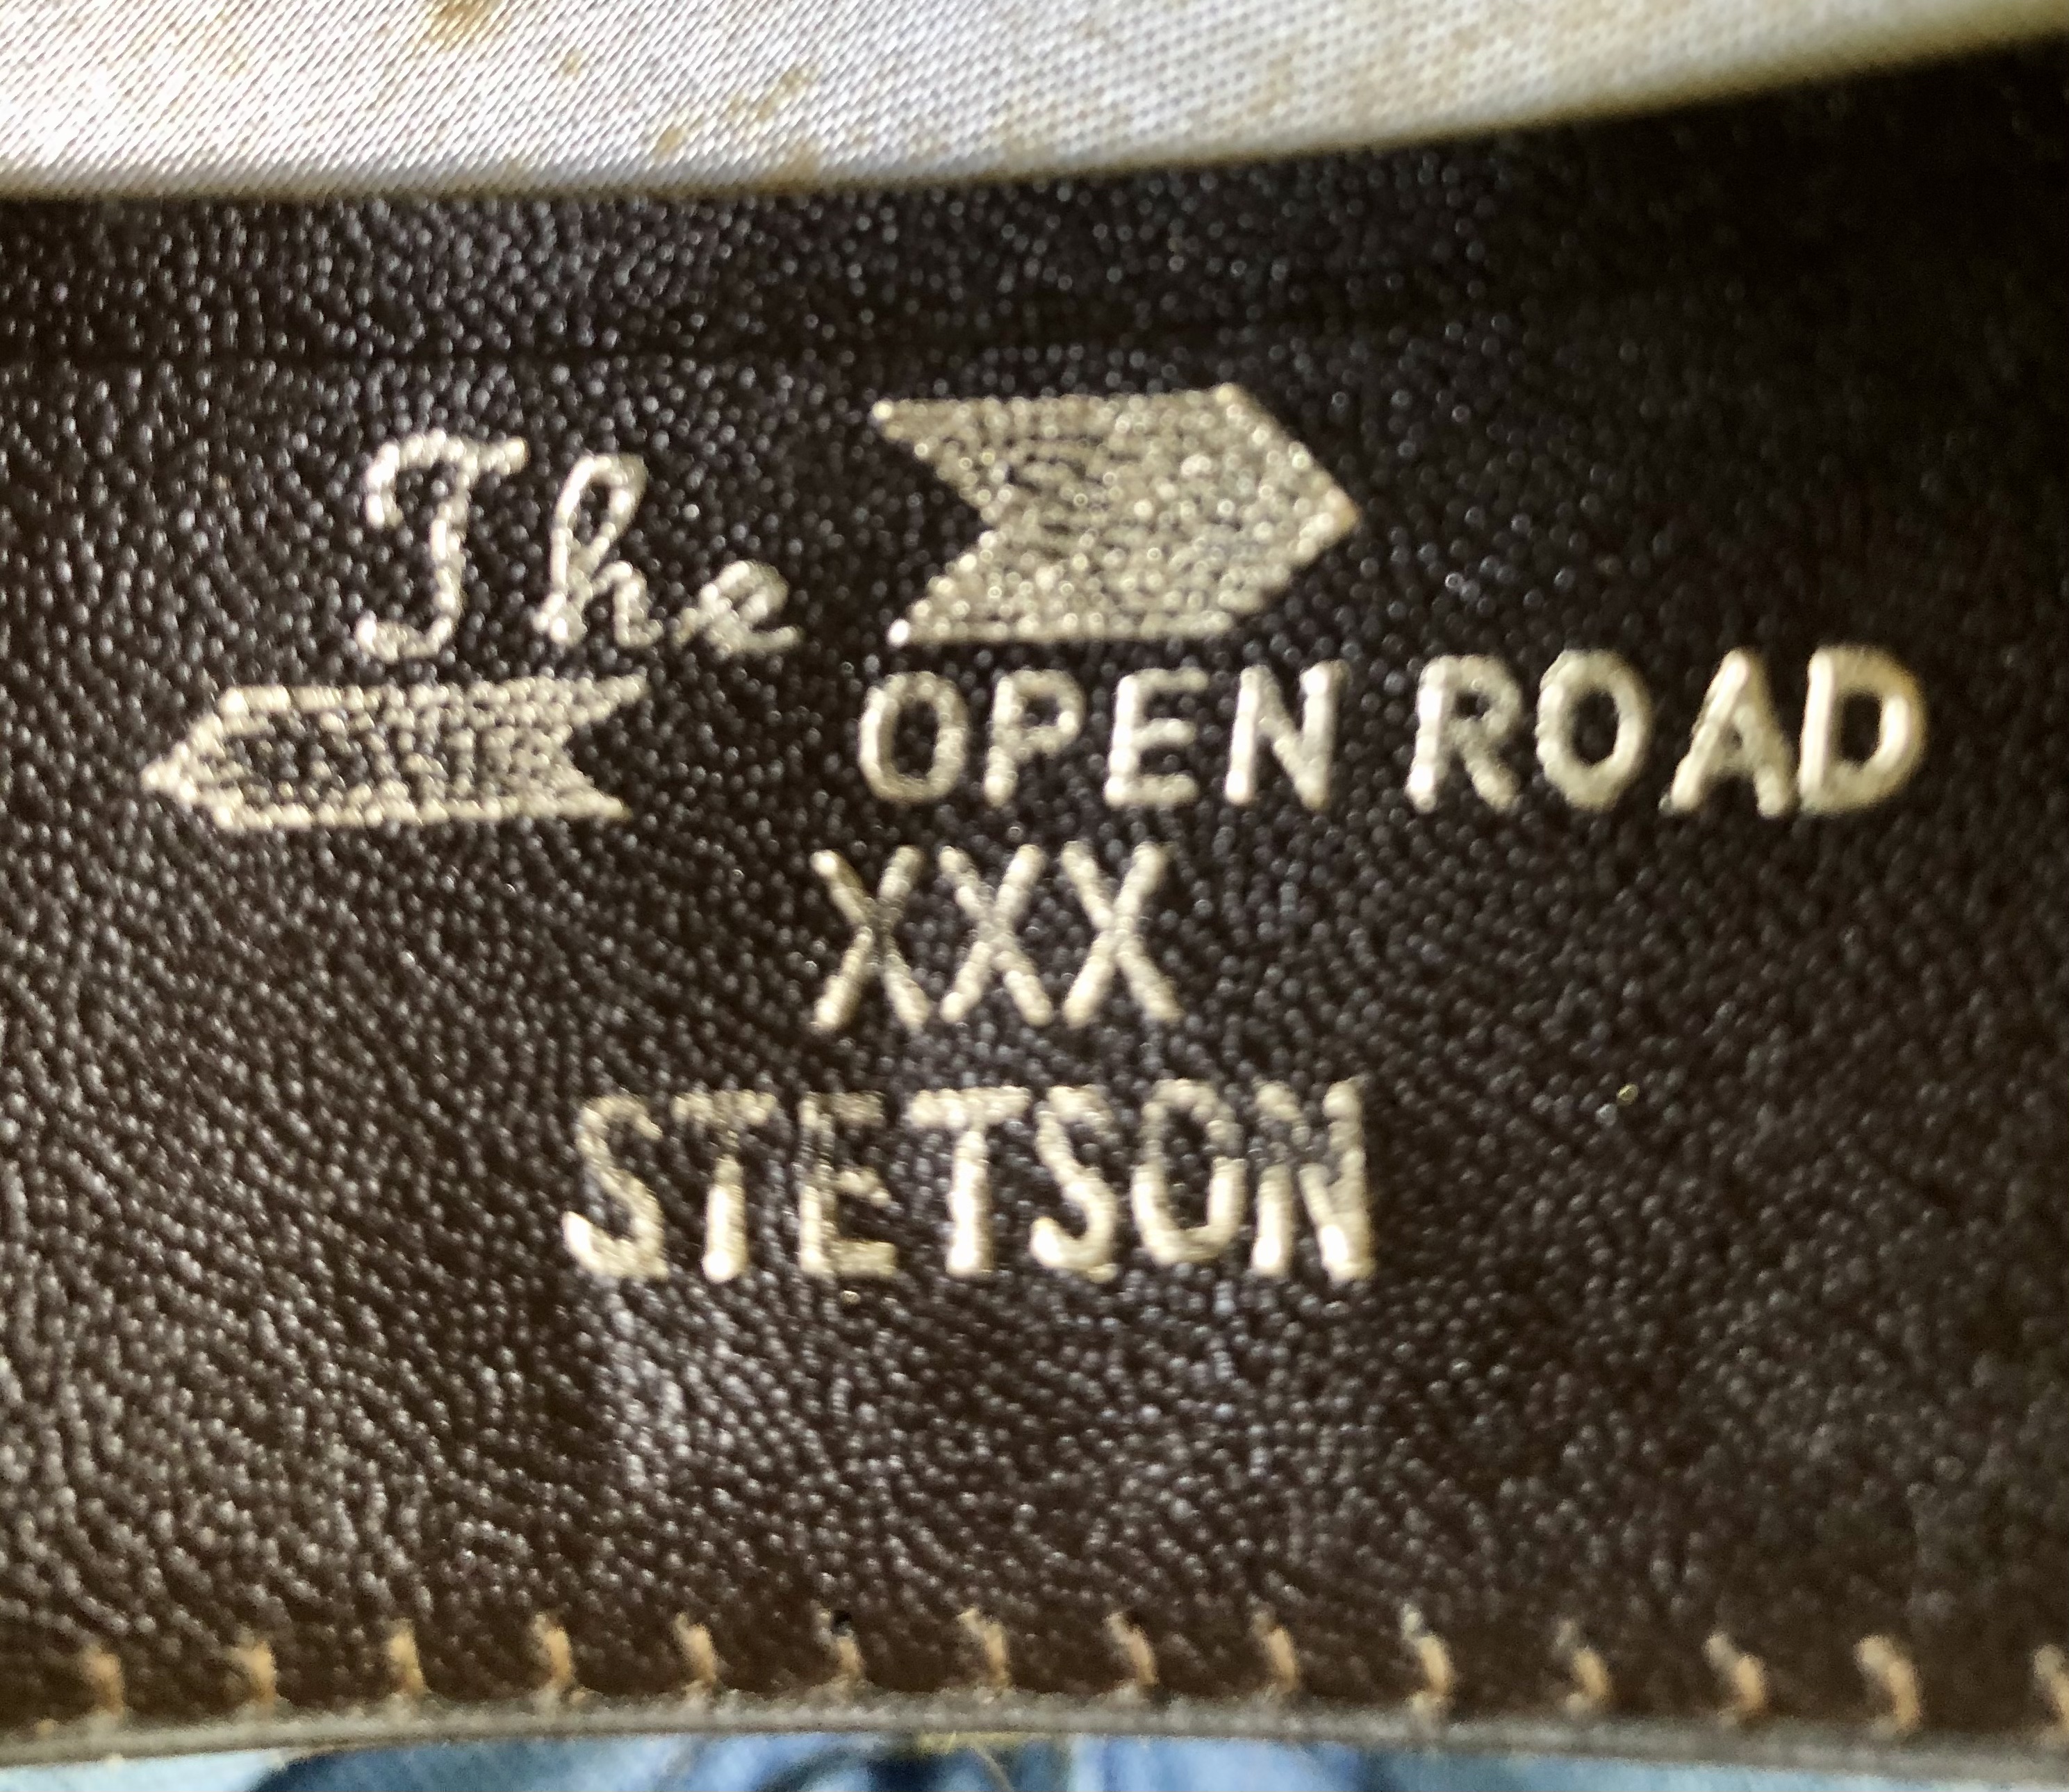 The
OPEN ROAD
XXX
STETSON